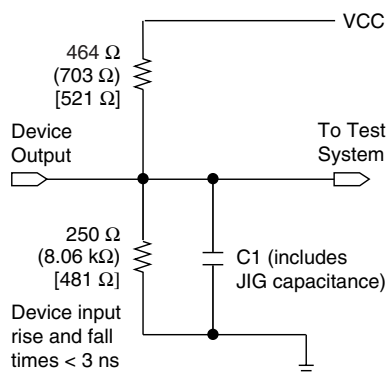 VCC
464 Ω
(703 Ω)
[521 Ω]
Device
Output
To Test
System
250 Ω
(8.06 kΩ)
[481 Ω]
C1 (includes
JIG capacitance)
Device input
rise and fall
times < 3 ns